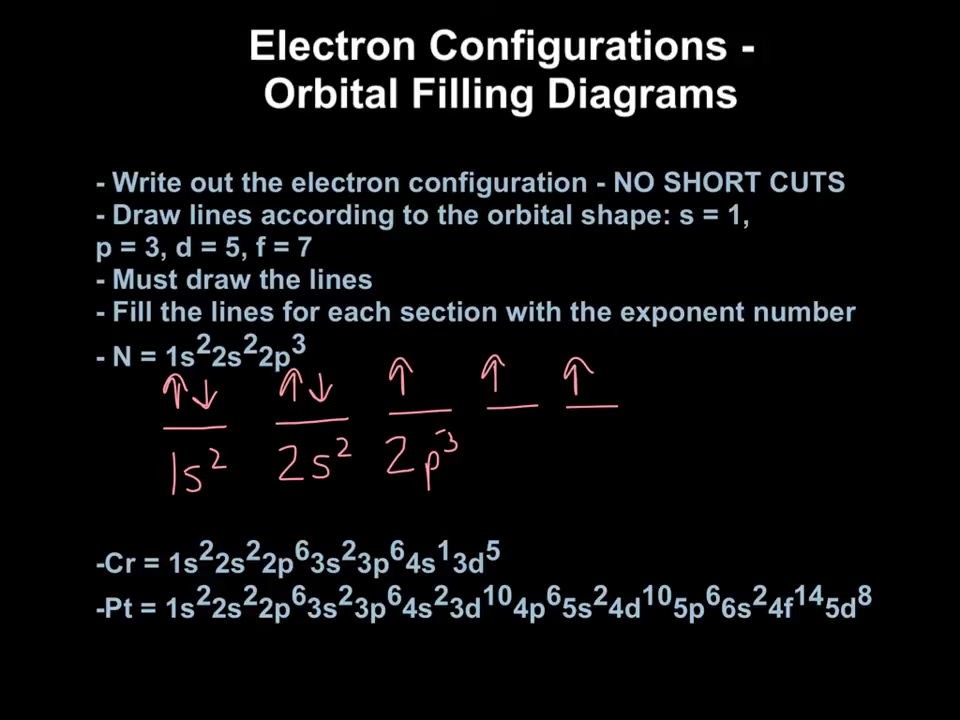 Electron Configurations -
Orbital Filling Diagrams
- Write out the electron configuration - NO SHORT CUTS
- Draw lines according to the orbital shape: s = 1,
p = 3, d = 5, f = 7
- Must draw the lines
- Fill the lines for each section with the exponent number
- N = 1s²2s²2p³
↑↓ ↑↓ ↑ ↑ ↑
1s² 2s² 2p³
-Cr = 1s²2s²2p⁶3s²3p⁶4s¹3d⁵
-Pt = 1s²2s²2p⁶3s²3p⁶4s²3d¹⁰4p⁶5s²4d¹⁰5p⁶6s²4f¹⁴5d⁸